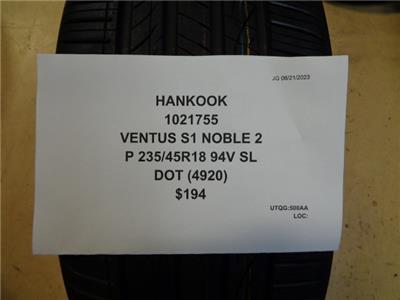 JG 06/21/2023
HANKOOK
1021755
VENTUS S1 NOBLE 2
P 235/45R18 94V SL
DOT (4920)
$194
UTQG:500AA
LOC: